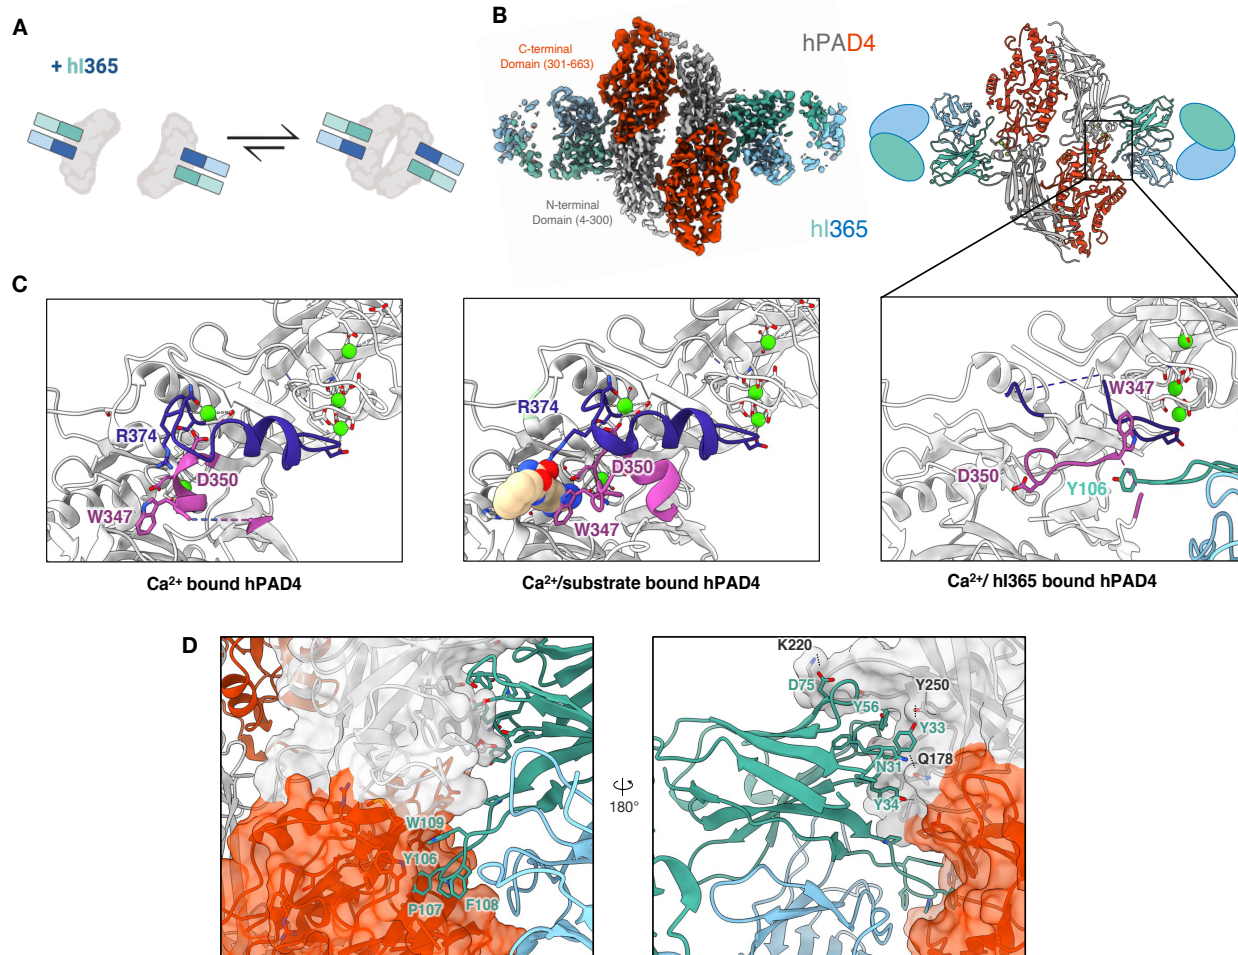 A
+ hI365
B
C-terminal
Domain (301-663)
N-terminal
Domain (4-300)
hPAD4
hI365
C
R374
D350
W347
Ca²⁺ bound hPAD4
R374
D350
W347
Ca²⁺/substrate bound hPAD4
W347
D350
Y106
Ca²⁺/ hI365 bound hPAD4
D
W109
Y106
P107
F108
180°
K220
D75
Y250
Y56
Y33
N31
Q178
Y34